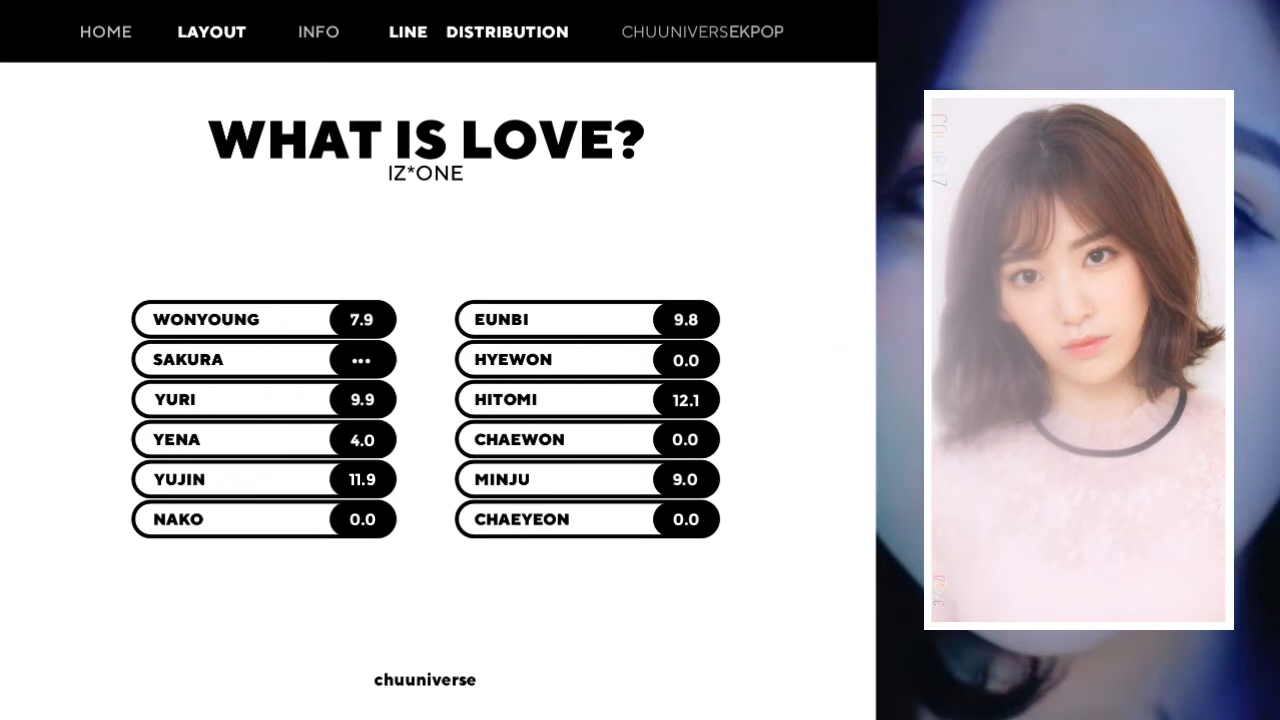 HOME LAYOUT INFO LINE DISTRIBUTION CHUUNIVERSEKPOP
WHAT IS LOVE?
IZ*ONE
WONYOUNG 7.9
SAKURA •••
YURI 9.9
YENA 4.0
YUJIN 11.9
NAKO 0.0
EUNBI 9.8
HYEWON 0.0
HITOMI 12.1
CHAEWON 0.0
MINJU 9.0
CHAEYEON 0.0
chuuniverse